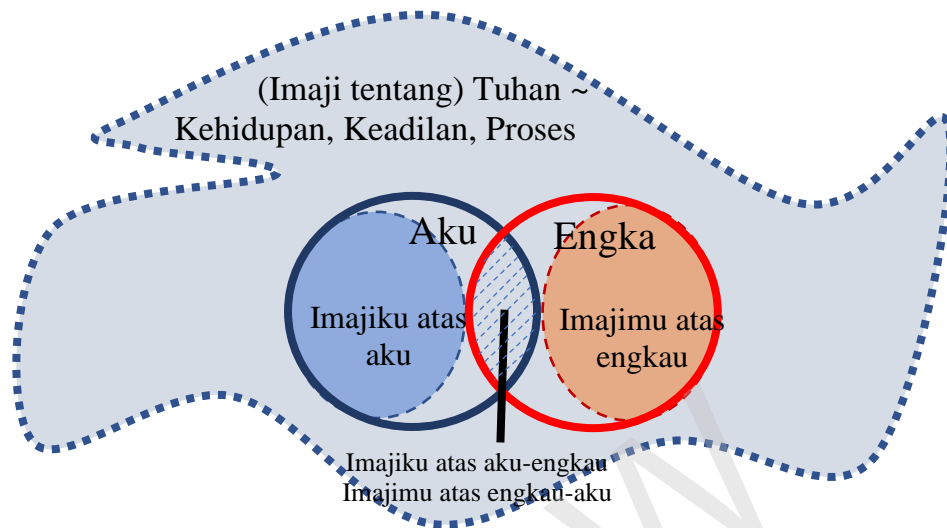 (Imaji tentang) Tuhan ~
Kehidupan, Keadilan, Proses
Aku
Engka
Imajiku atas
aku
Imajimu atas
engkau
Imajiku atas aku-engkau
Imajimu atas engkau-aku
W